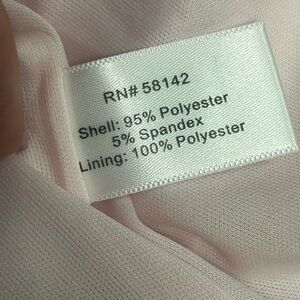 RN# 58142
Shell: 95% Polyester
5% Spandex
Lining: 100% Polyester